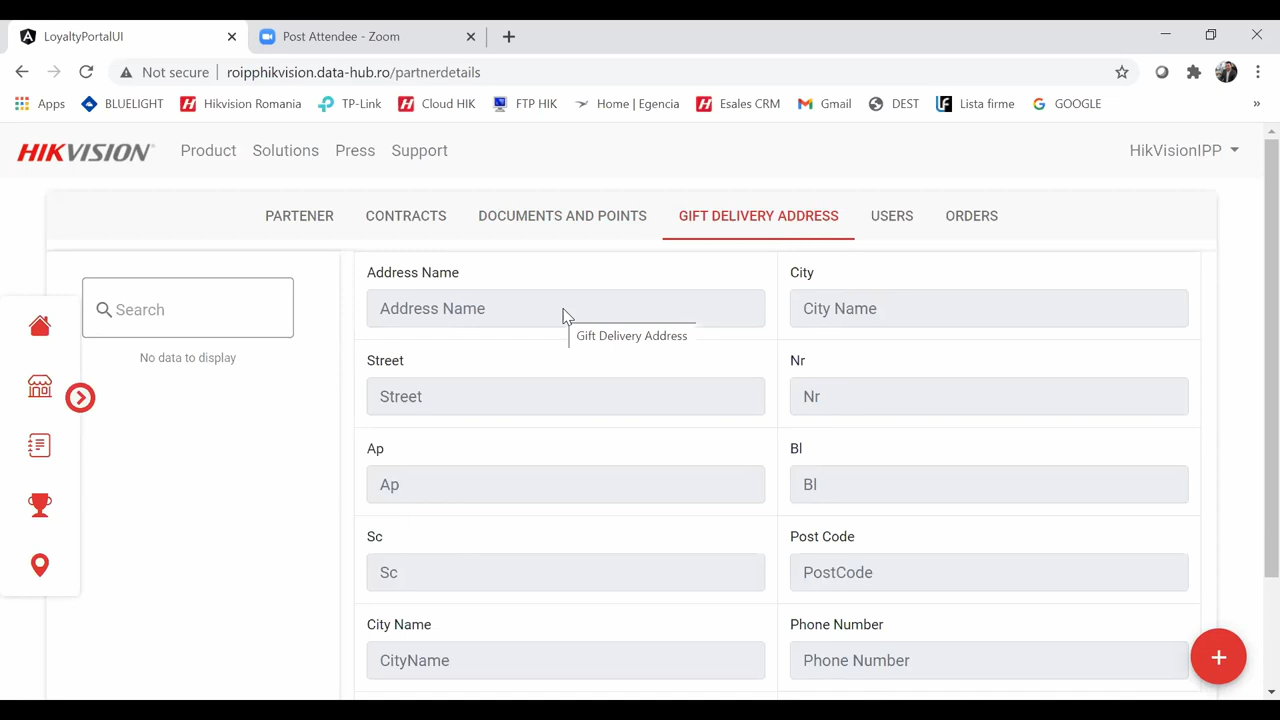 LoyaltyPortalUI
Post Attendee - Zoom
Not secure
roipphikvision.data-hub.ro/partnerdetails
Apps BLUELIGHT Hikvision Romania TP-Link Cloud HIK FTP HIK Home | Egencia Esales CRM Gmail DEST Lista firme GOOGLE »
HIKVISION Product Solutions Press Support HikVisionIPP
PARTENER CONTRACTS DOCUMENTS AND POINTS GIFT DELIVERY ADDRESS USERS ORDERS
Search
No data to display
Address Name City
Address Name City Name
Gift Delivery Address
Street Nr
Street Nr
Ap Bl
Ap Bl
Sc Post Code
Sc PostCode
City Name Phone Number
CityName Phone Number